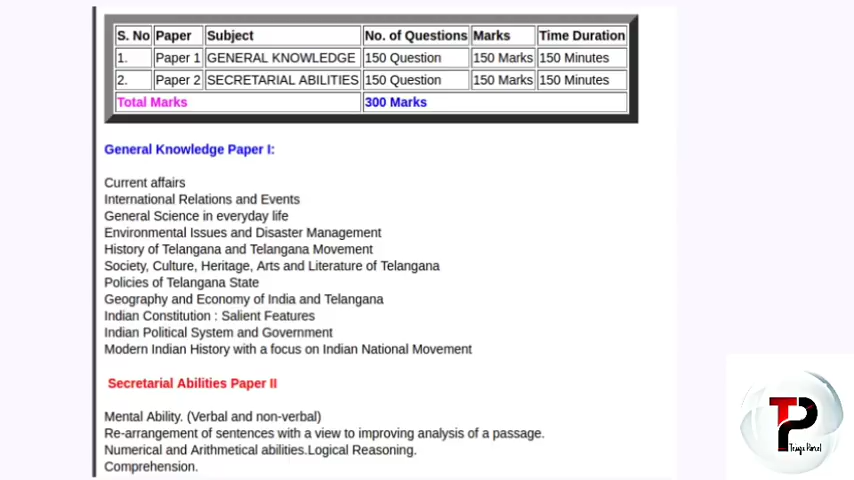 S. No Paper Subject No. of Questions Marks Time Duration
1. Paper 1 GENERAL KNOWLEDGE 150 Question 150 Marks 150 Minutes
2. Paper 2 SECRETARIAL ABILITIES 150 Question 150 Marks 150 Minutes
Total Marks 300 Marks
General Knowledge Paper I:
Current affairs
International Relations and Events
General Science in everyday life
Environmental Issues and Disaster Management
History of Telangana and Telangana Movement
Society, Culture, Heritage, Arts and Literature of Telangana
Policies of Telangana State
Geography and Economy of India and Telangana
Indian Constitution : Salient Features
Indian Political System and Government
Modern Indian History with a focus on Indian National Movement
Secretarial Abilities Paper II
Mental Ability. (Verbal and non-verbal)
Re-arrangement of sentences with a view to improving analysis of a passage.
Numerical and Arithmetical abilities.Logical Reasoning.
Comprehension.
TP